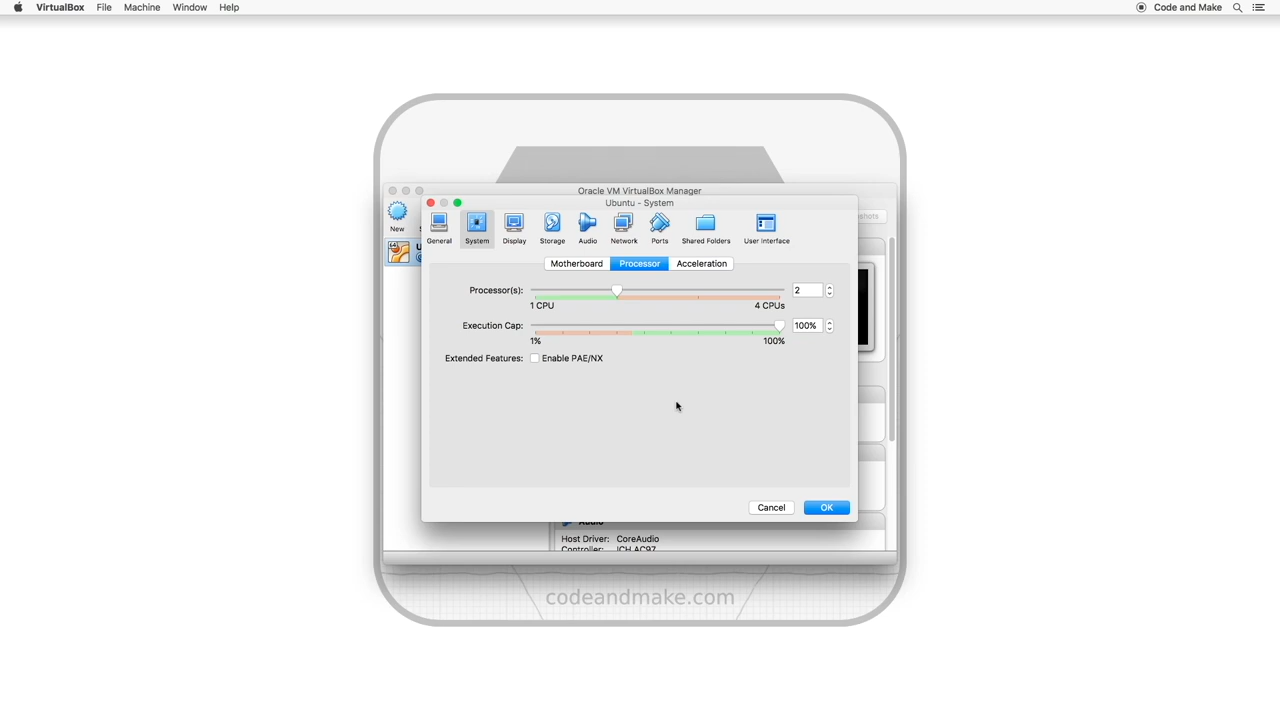 VirtualBox File Machine Window Help Code and Make
Oracle VM VirtualBox Manager
Ubuntu - System
New
General System Display Storage Audio Network Ports Shared Folders User Interface
Motherboard Processor Acceleration
Processor(s): 2
1 CPU 4 CPUs
Execution Cap: 100%
1% 100%
Extended Features: Enable PAE/NX
Cancel OK
Audio
Host Driver: CoreAudio
Controller: ICH AC97
codeandmake.com